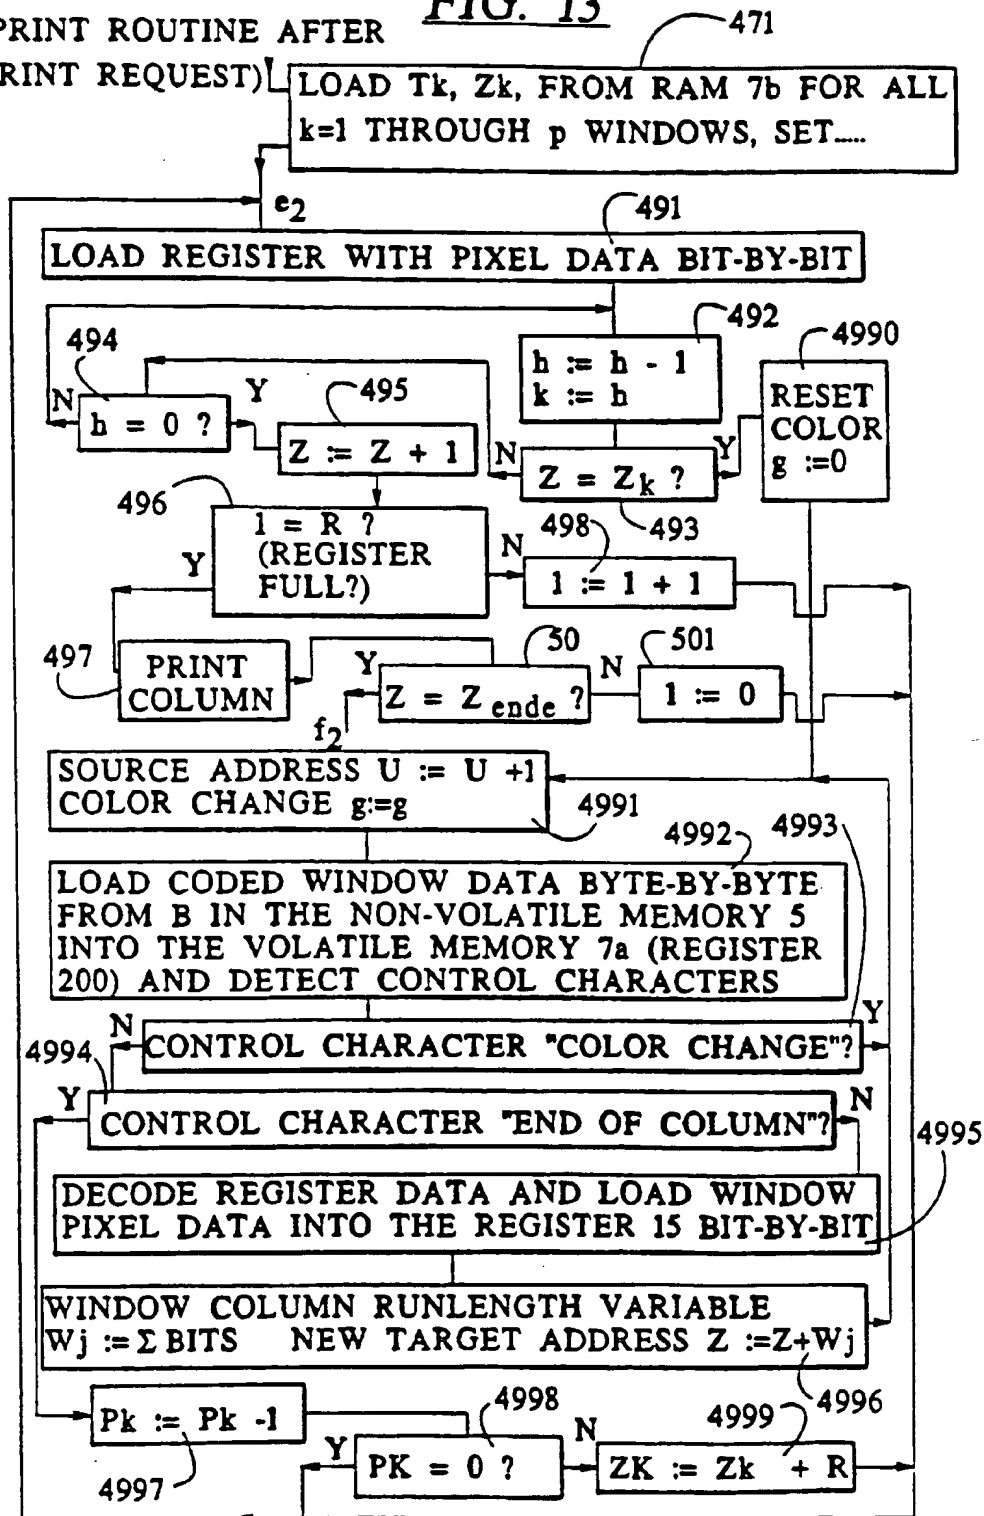 FIG. 13
PRINT ROUTINE AFTER
RINT REQUEST)
471
LOAD Tk, Zk, FROM RAM 7b FOR ALL
k=1 THROUGH p WINDOWS, SET.....
e2
491
LOAD REGISTER WITH PIXEL DATA BIT-BY-BIT
492
h := h - 1
k := h
4990
RESET
COLOR
g :=0
494
N
h = 0 ?
Y
495
Z := Z + 1
N
Z = Zk ?
Y
493
496
1 = R ?
(REGISTER
FULL?)
Y
N
498
1 := 1 + 1
497
PRINT
COLUMN
Y
50
Z = Z ende ?
N
501
1 := 0
f2
SOURCE ADDRESS U := U +1
COLOR CHANGE g:=g
4991
4992
4993
LOAD CODED WINDOW DATA BYTE-BY-BYTE
FROM B IN THE NON-VOLATILE MEMORY 5
INTO THE VOLATILE MEMORY 7a (REGISTER
200) AND DETECT CONTROL CHARACTERS
N
Y
CONTROL CHARACTER "COLOR CHANGE"?
4994
Y
N
CONTROL CHARACTER "END OF COLUMN"?
4995
DECODE REGISTER DATA AND LOAD WINDOW
PIXEL DATA INTO THE REGISTER 15 BIT-BY-BIT
WINDOW COLUMN RUNLENGTH VARIABLE
Wj := Σ BITS NEW TARGET ADDRESS Z :=Z+Wj
4996
Pk := Pk -1
4997
4998
Y
PK = 0 ?
N
4999
ZK := Zk + R